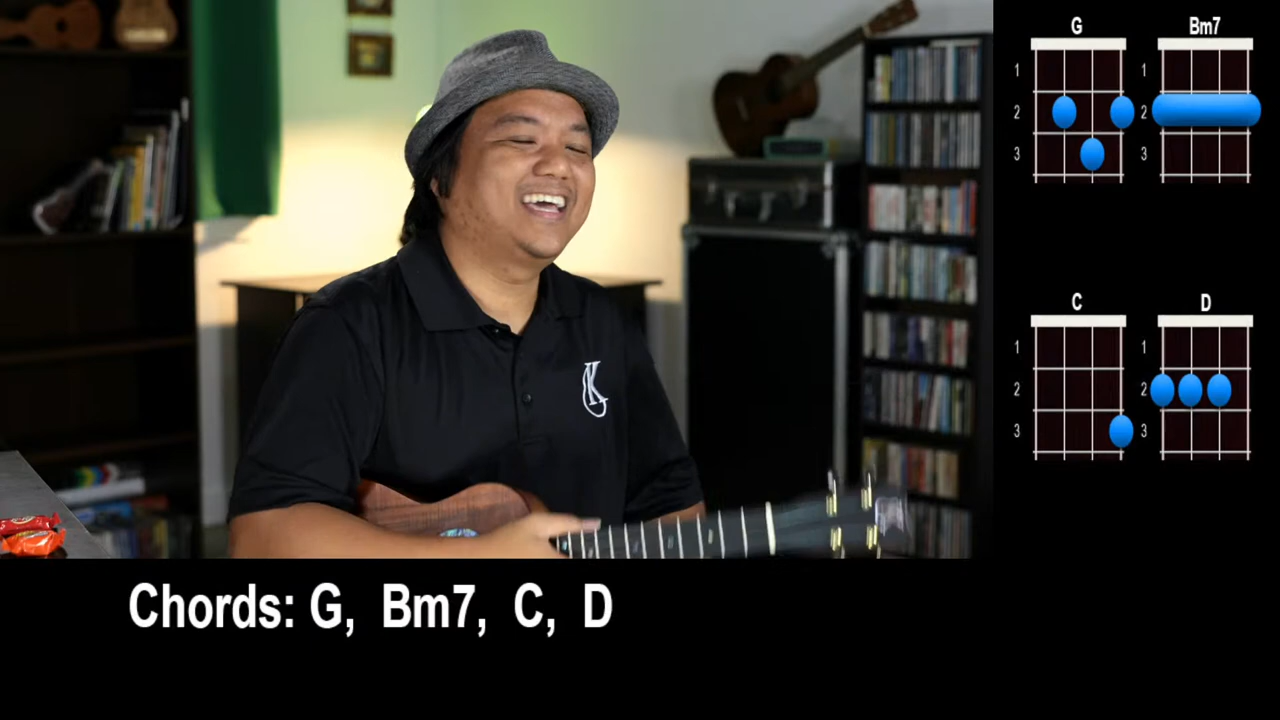 G Bm7
1 1
2 2
3 3
C D
1 1
2 2
3 3
K
Chords: G, Bm7, C, D